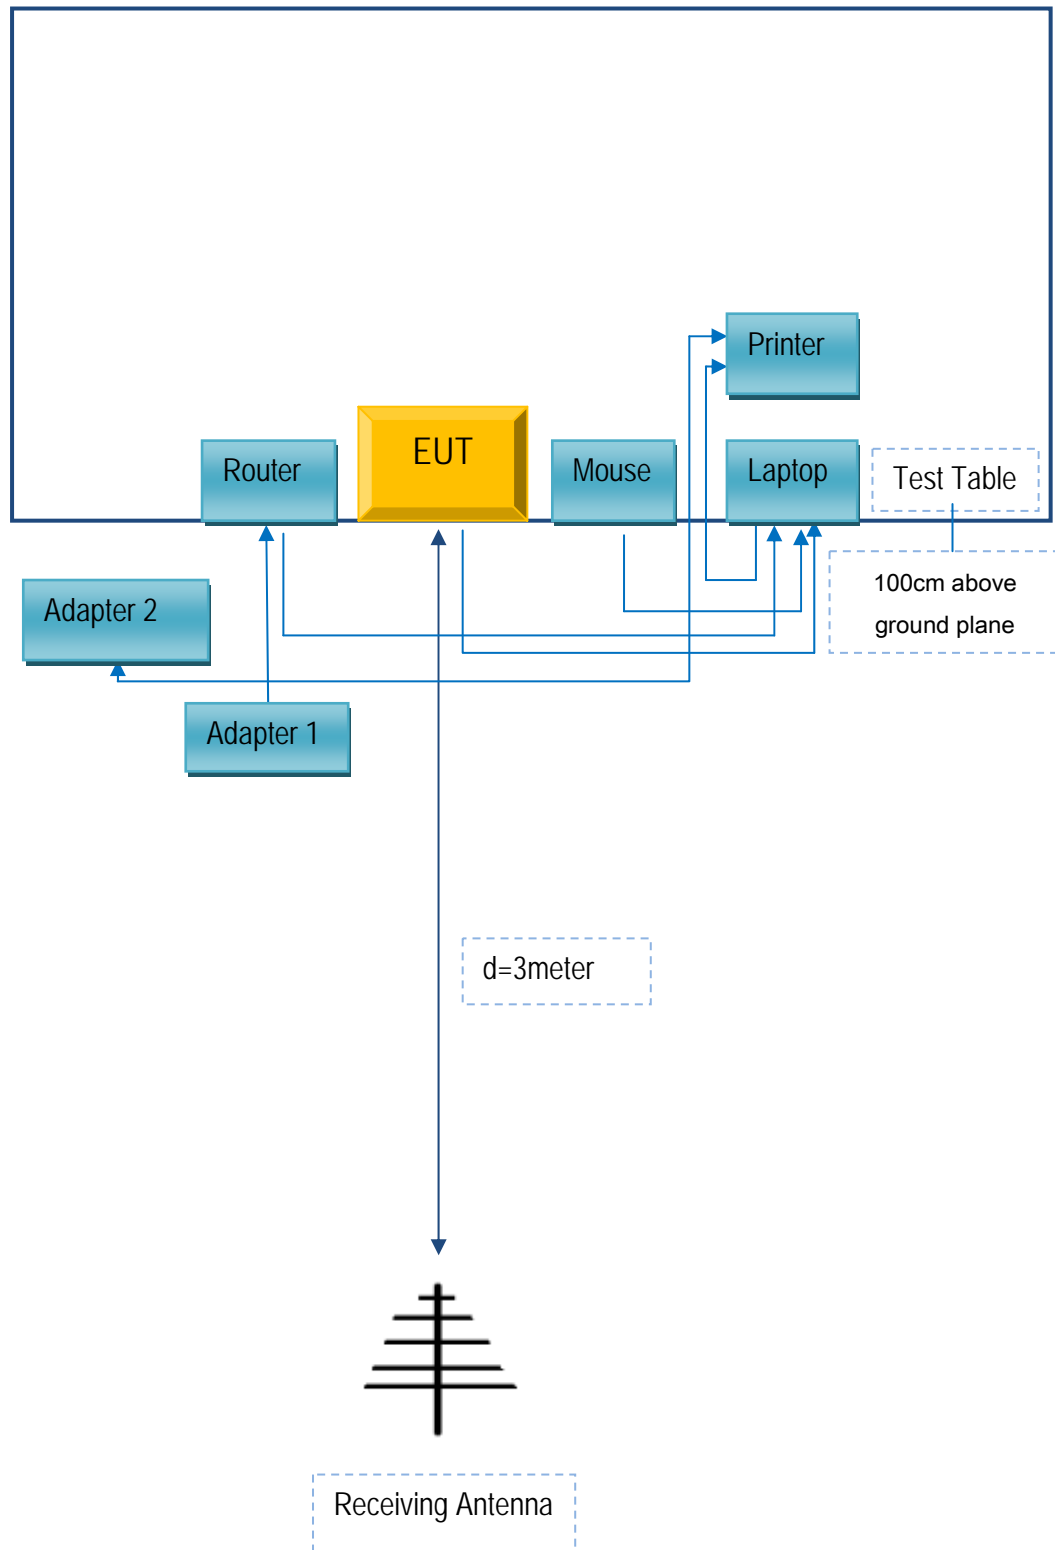 Printer
EUT
Router
Mouse
Laptop
Test Table
100cm above
ground plane
Adapter 2
Adapter 1
d=3meter
Receiving Antenna